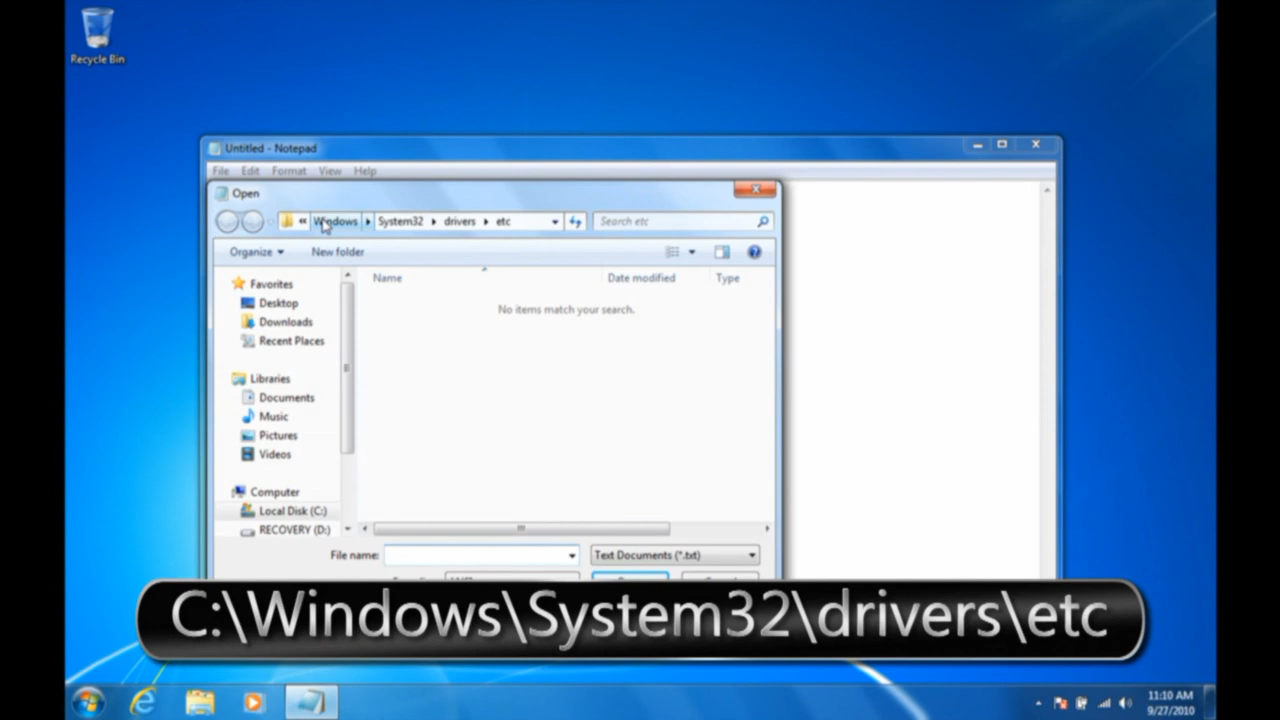 Recycle Bin
Untitled - Notepad
File Edit Format View Help
Open
« Windows System32 drivers etc Search etc
Organize New folder
Name Date modified Type
No items match your search.
Favorites
Desktop
Downloads
Recent Places
Libraries
Documents
Music
Pictures
Videos
Computer
Local Disk (C:)
RECOVERY (D:)
File name: Text Documents (*.txt)
C:\Windows\System32\drivers\etc
11:10 AM
9/27/2010